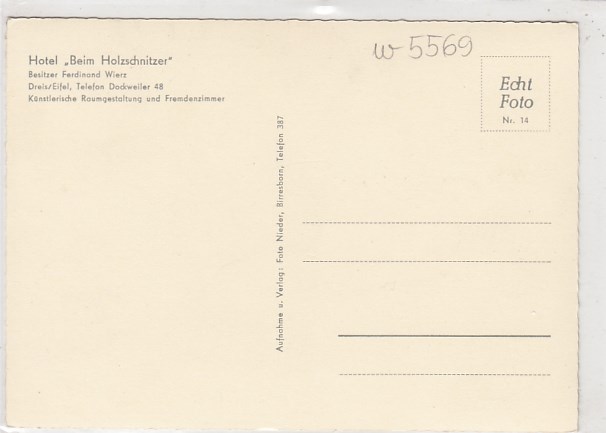 w 5569
Hotel „Beim Holzschnitzer"
Besitzer Ferdinand Wierz
Dreis/Eifel, Telefon Dockweiler 48
Künstlerische Raumgestaltung und Fremdenzimmer
Echt
Foto
Nr. 14
Aufnahme u. Verlag: Foto Nieder, Birresborn, Telefon 387